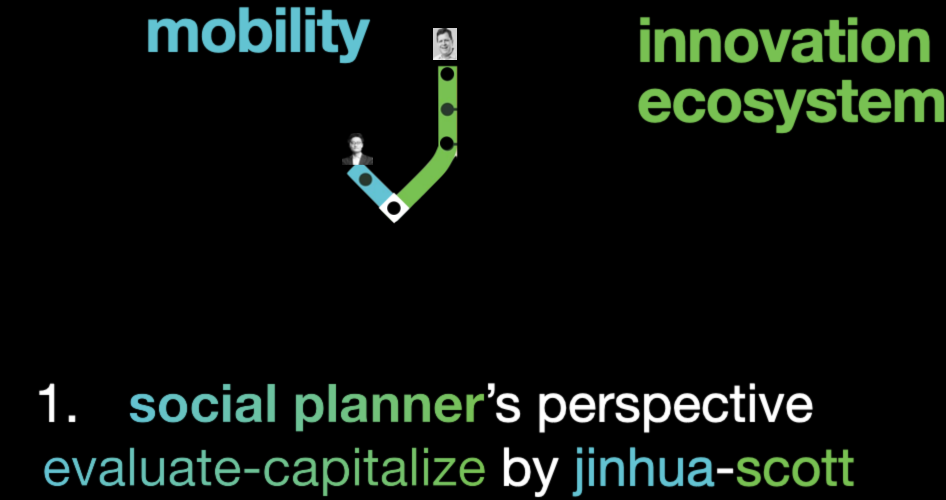 mobility
innovation
ecosystem
1. social planner’s perspective
evaluate-capitalize by jinhua-scott